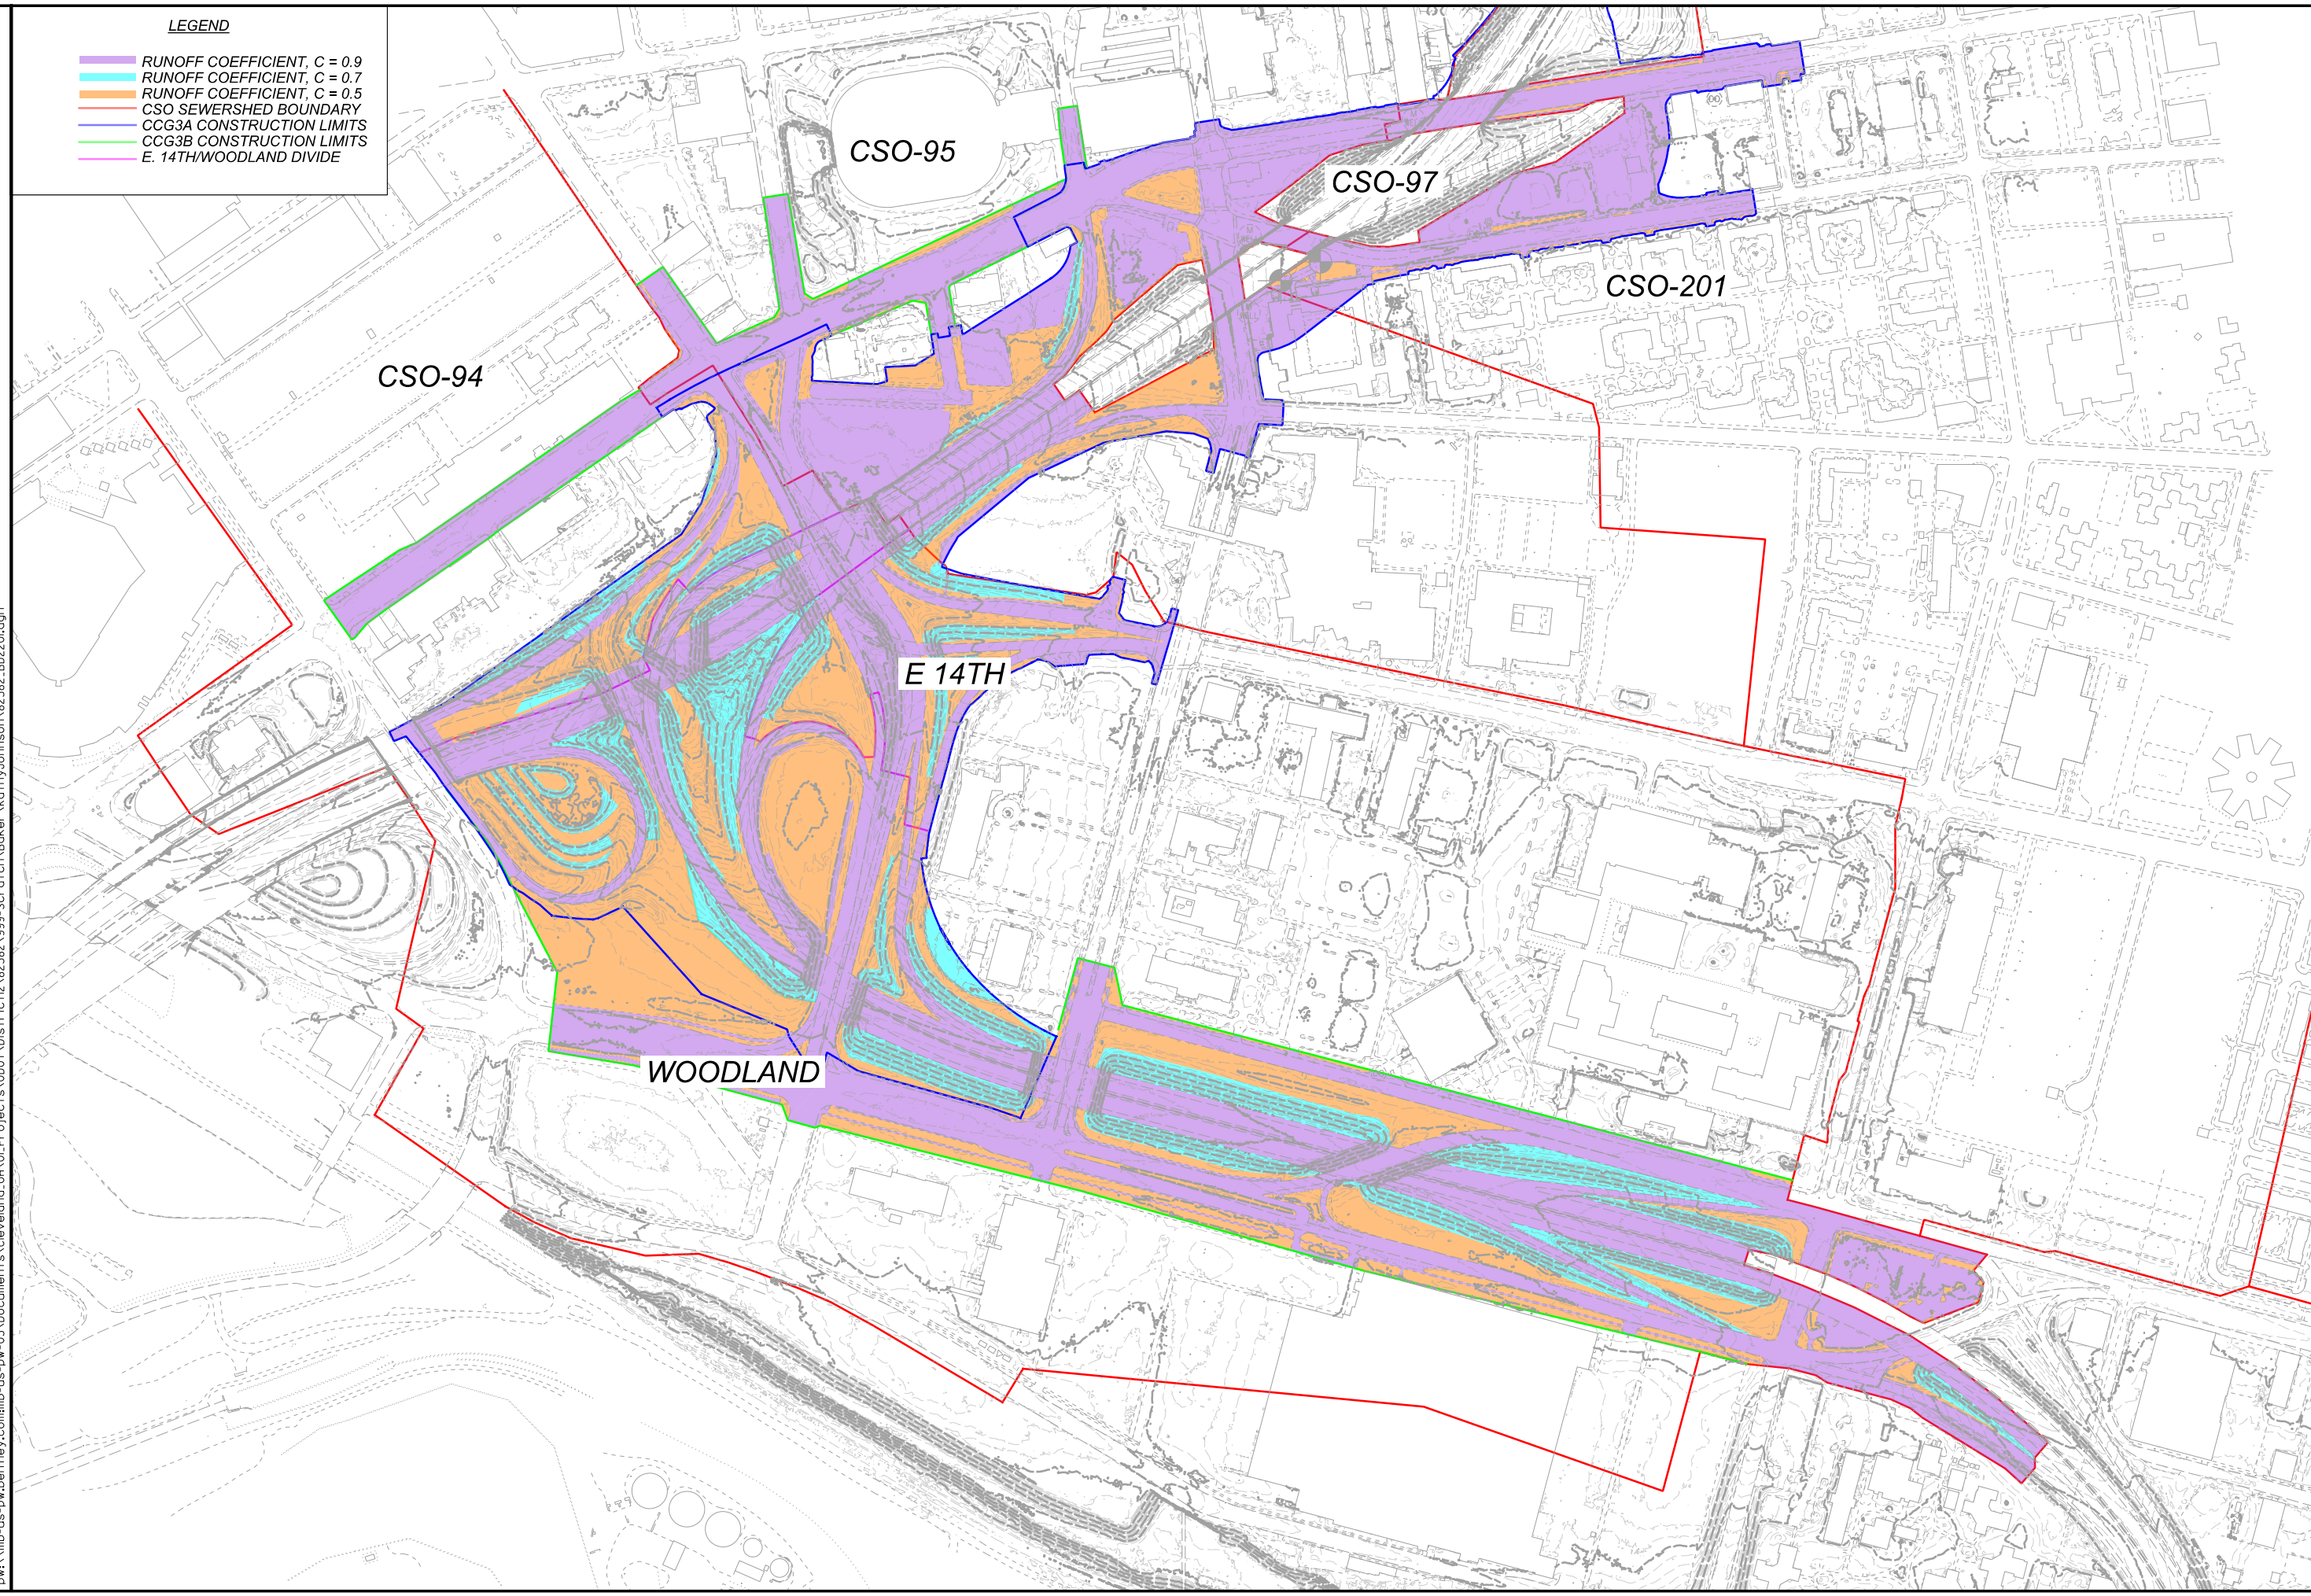 LEGEND
RUNOFF COEFFICIENT, C = 0.9
RUNOFF COEFFICIENT, C = 0.7
RUNOFF COEFFICIENT, C = 0.5
CSO SEWERSHED BOUNDARY
CCG3A CONSTRUCTION LIMITS
CCG3B CONSTRUCTION LIMITS
E. 14TH/WOODLAND DIVIDE
CSO-95
CSO-97
CSO-201
CSO-94
E 14TH
WOODLAND